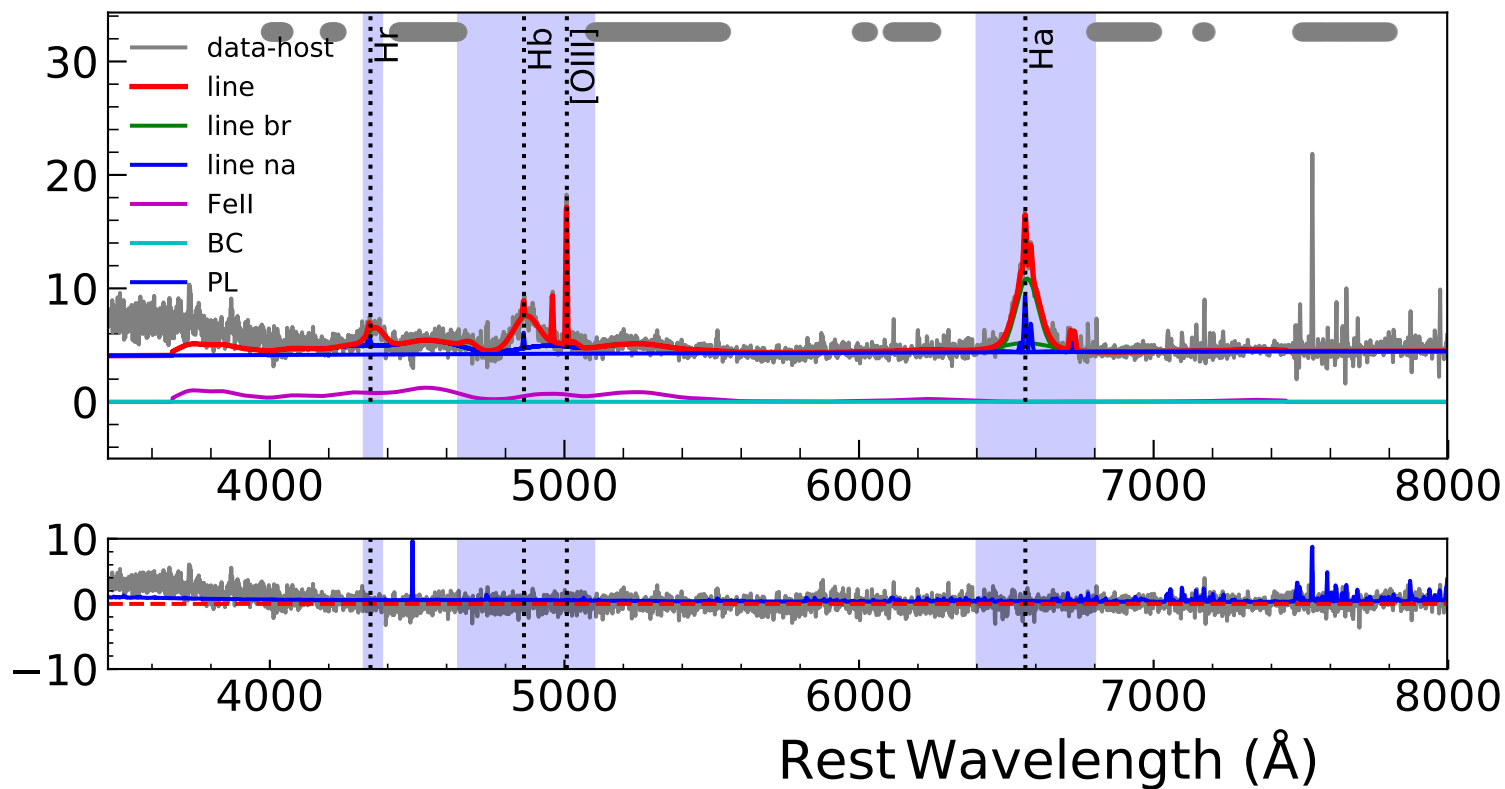 30
20
10
0
data-host
line
line br
line na
FeII
BC
PL
Hr
Hb
[OIII]
Ha
4000 5000 6000 7000 8000
10
0
−10
4000 5000 6000 7000 8000
Rest Wavelength (Å)